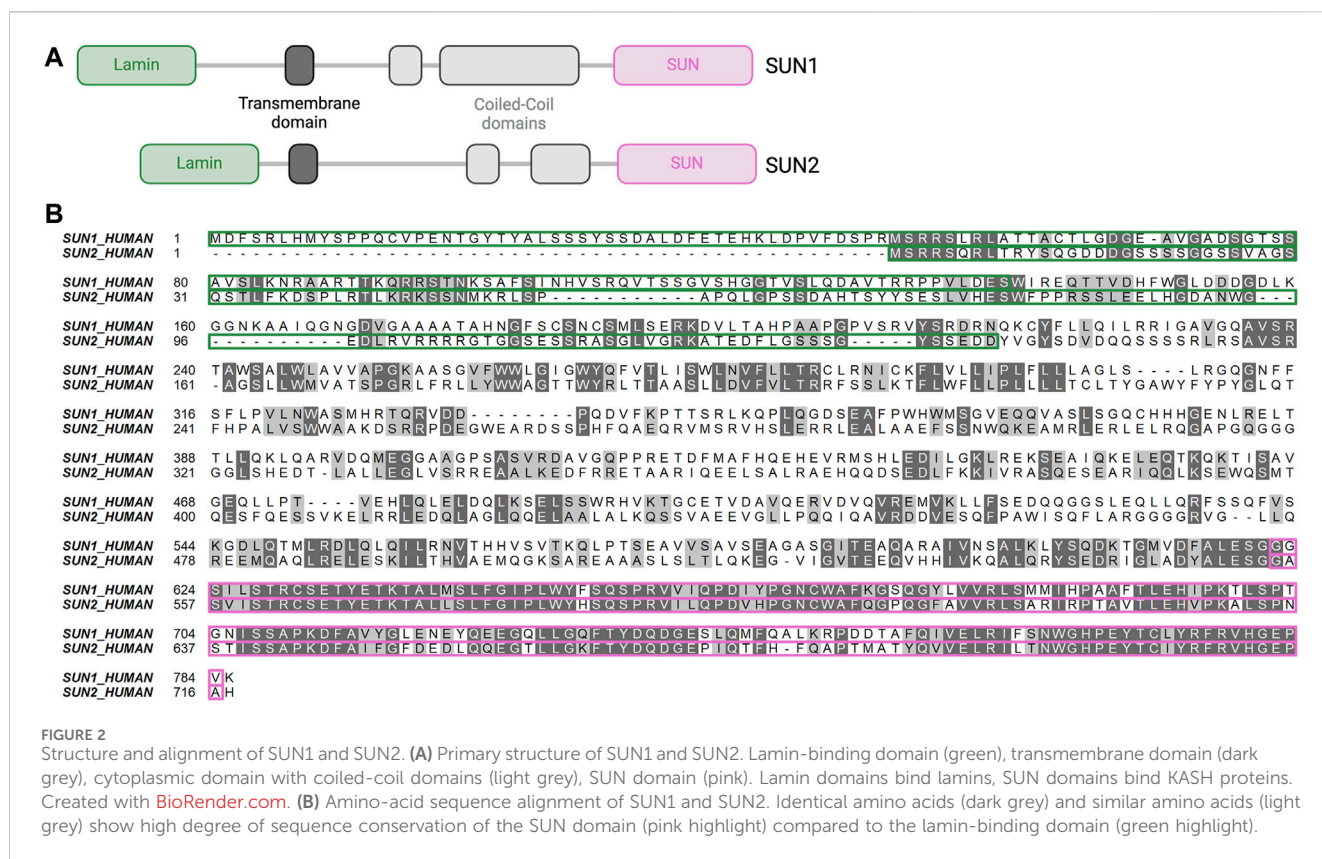 A
Lamin
SUN
SUN1
Transmembrane
domain
Coiled-Coil
domains
Lamin
SUN
SUN2
B
SUN1_HUMAN 1 MDFSRLHMYSPPQCVPENTGYTYALSSSYSSDALDFETEHKLDPVFDSPRMSRRSLRLATTACTLGDGE-AVGADSGTSS
SUN2_HUMAN 1 --------------------------------------------------MSRRSQRLTRYSQGDDDGSSSSGGSSVAGS
SUN1_HUMAN 80 AVSLKNRAARTTKQRRSTNKSAFSINHVSRQVTSSGVSHGGTVSLQDAVTRRPPVLDESWIREQTTVDHFWGLDDDGDLK
SUN2_HUMAN 31 QSTLFKDSPLRTLKRKSSNMKRLSP------------APQLGPSSDAHTSYYSESLVHESWFPPRSSLEELHGDANWG--
SUN1_HUMAN 160 GGNKAAIQGNGDVGAAAATAHNGFSCSNCSMLSERKDVLTAHPAAPGPVSRVYSRDRNQKCYFLLQILRRIGAVGQAVSR
SUN2_HUMAN 96 ----------EDLRVRRRRGTGGSESSRASGLVGRKATEDFLGSSSG-----YSSEDDYVGYSDVDQQSSSSRLRSAVSR
SUN1_HUMAN 240 TAWSALWLAVVAPGKAASGVFWWLGIGWYQFVTLISWLNVFLLTRCLRNICKFLVLLIPLFLLLAGLS----LRGQGNFF
SUN2_HUMAN 161 -AGSLLWMVATSPGRLFRLLYWWAGTTWYRLTTAASLLDVFVLTRRFSSLKTFLWFLLPLLLLTCLTYGAWYFYPYGLQT
SUN1_HUMAN 316 SFLPVLNWASMHRTQRVDD--------PQDVFKPTTSRLKQPLQGDSEAFPWHWMSGVEQQVASLSGQCHHHGENLRELT
SUN2_HUMAN 241 FHPALVSWWAAKDSRRPDEGWEARDSSPHFQAEQRVMSRVHSLERRLEALAAEFSSNWQKEAMRLERLELRQGAPGQGGG
SUN1_HUMAN 388 TLLQKLQARVDQMEGGAAGPSASVRDAVGQPPRETDFMAFHQEHEVRMSHLEDILGKLREKSEAIQKELEQTKQKTISAV
SUN2_HUMAN 321 GGLSHEDT-LALLEGLVSRREAALKEDFRRETAARIQEELSALRAEHQQDSEDLFKKIVRASQESEARIQQLKSEWQSMT
SUN1_HUMAN 468 GEQLLPT----VEHLQLELDQLKSELSSWRHVKTGCETVDAVQERVDVQVREMVKLLFSEDQQGGSLEQLLQRFSSQFVS
SUN2_HUMAN 400 QESFQESSVKELRRLEDQLAGLQQELAALALKQSSVAEEVGLLPQQIQAVRDDVESQFPAWISQFLARGGGGRVG--LLQ
SUN1_HUMAN 544 KGDLQTMLRDLQLQILRNVTHHVSVTKQLPTSEAVVSAVSEAGASGITEAQARAIVNSALKLYSQDKTGMVDFALESGGG
SUN2_HUMAN 478 REEMQAQLRELESKILTHVAEMQGKSAREAAASLSLTLQKEG-VIGVTEEQVHHIVKQALQRYSEDRIGLADYALESGGA
SUN1_HUMAN 624 SILSTRCSETYETKTALMSLFGIPLWYFSQSPRVVIQPDIYPGNCWAFKGSQGYLVVRLSMMIHPAAFTLEHIPKTLSPT
SUN2_HUMAN 557 SVISTRCSETYETKTALLSLFGIPLWYHSQSPRVILQPDVHPGNCWAFQGPQGFAVVRLSARIRPTAVTLEHVPKALSPN
SUN1_HUMAN 704 GNISSAPKDFAVYGLENEYQEEGQLLGQFTYDQDGESLQMFQALKRPDDTAFQIVELRIFSNWGHPEYTCLYRFRVHGEP
SUN2_HUMAN 637 STISSAPKDFAIFGFDEDLQQEGTLLGKFTYDQDGEPIQTFH-FQAPTMATYQVVELRILTNWGHPEYTCIYRFRVHGEP
SUN1_HUMAN 784 VK
SUN2_HUMAN 716 AH
FIGURE 2
Structure and alignment of SUN1 and SUN2. (A) Primary structure of SUN1 and SUN2. Lamin-binding domain (green), transmembrane domain (dark
grey), cytoplasmic domain with coiled-coil domains (light grey), SUN domain (pink). Lamin domains bind lamins, SUN domains bind KASH proteins.
Created with BioRender.com. (B) Amino-acid sequence alignment of SUN1 and SUN2. Identical amino acids (dark grey) and similar amino acids (light
grey) show high degree of sequence conservation of the SUN domain (pink highlight) compared to the lamin-binding domain (green highlight).